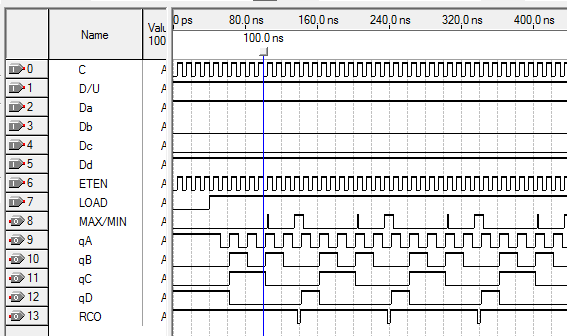 Name
Valu
100
0 ps
80.0 ns
160.0 ns
240.0 ns
320.0 ns
400.0 ns
100.0 ns
0 C A
1 D/U A
2 Da A
3 Db A
4 Dc A
5 Dd A
6 ETEN A
7 LOAD A
8 MAX/MIN A
9 qA A
10 qB A
11 qC A
12 qD A
13 RCO A